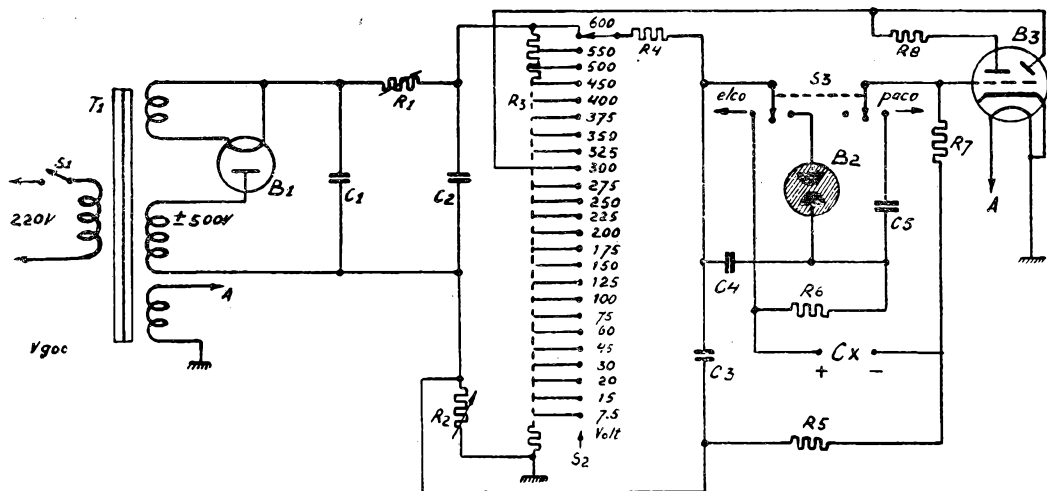 T1
S1
220V
± 500V
A
Vgoc
B1
R1
C1
C2
R2
R3
600
550
500
450
400
375
350
325
300
275
250
225
200
175
150
125
100
75
60
45
30
20
15
7.5
Volt
S2
R4
elco
S3
paco
B2
C5
C4
R6
Cx
+ -
C3
R5
R7
R8
B3
A